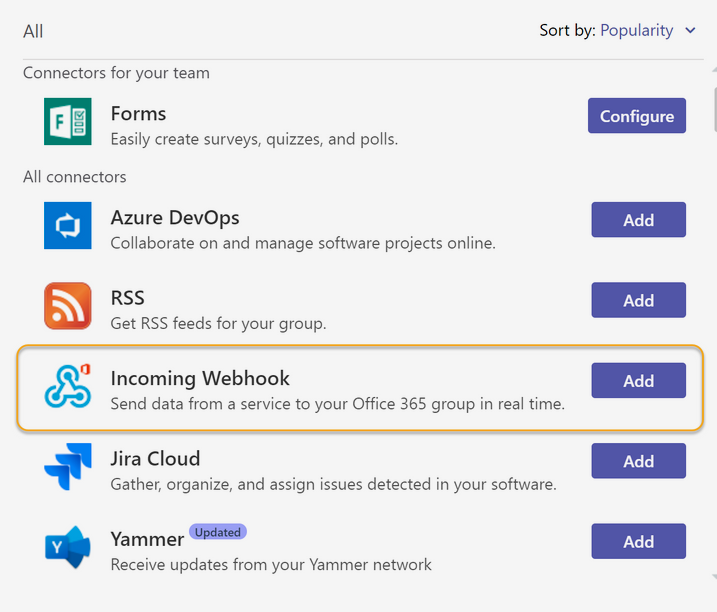 All
Sort by: Popularity
Connectors for your team
Forms
Configure
Easily create surveys, quizzes, and polls.
All connectors
Azure DevOps
Add
Collaborate on and manage software projects online.
RSS
Add
Get RSS feeds for your group.
Incoming Webhook
Add
Send data from a service to your Office 365 group in real time.
Jira Cloud
Add
Gather, organize, and assign issues detected in your software.
Yammer Updated
Add
Receive updates from your Yammer network